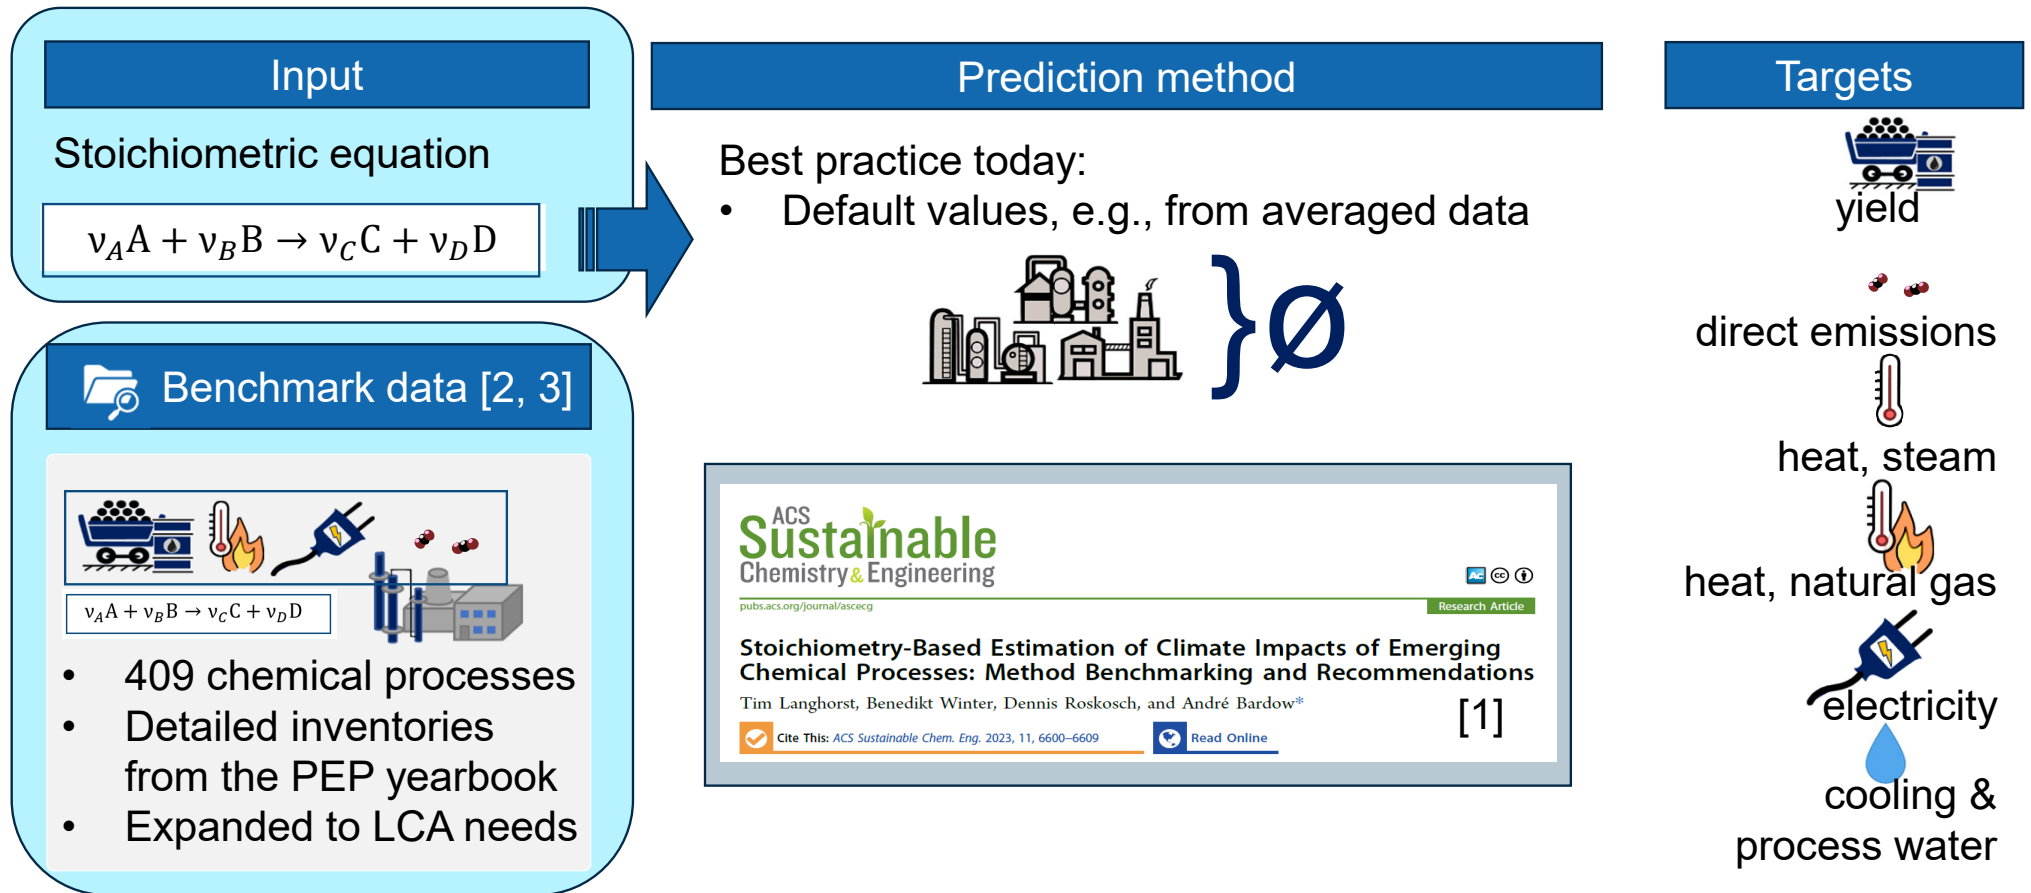 Input
Stoichiometric equation
ν_A A + ν_B B → ν_C C + ν_D D
Benchmark data [2, 3]
ν_A A + ν_B B → ν_C C + ν_D D
• 409 chemical processes
• Detailed inventories
from the PEP yearbook
• Expanded to LCA needs
Prediction method
Best practice today:
• Default values, e.g., from averaged data
}Ø
ACS
Sustainable
Chemistry & Engineering
AC cc
pubs.acs.org/journal/ascecg
Research Article
Stoichiometry-Based Estimation of Climate Impacts of Emerging
Chemical Processes: Method Benchmarking and Recommendations
Tim Langhorst, Benedikt Winter, Dennis Roskosch, and André Bardow*
[1]
Cite This: ACS Sustainable Chem. Eng. 2023, 11, 6600−6609
Read Online
Targets
yield
direct emissions
heat, steam
heat, natural gas
electricity
cooling &
process water